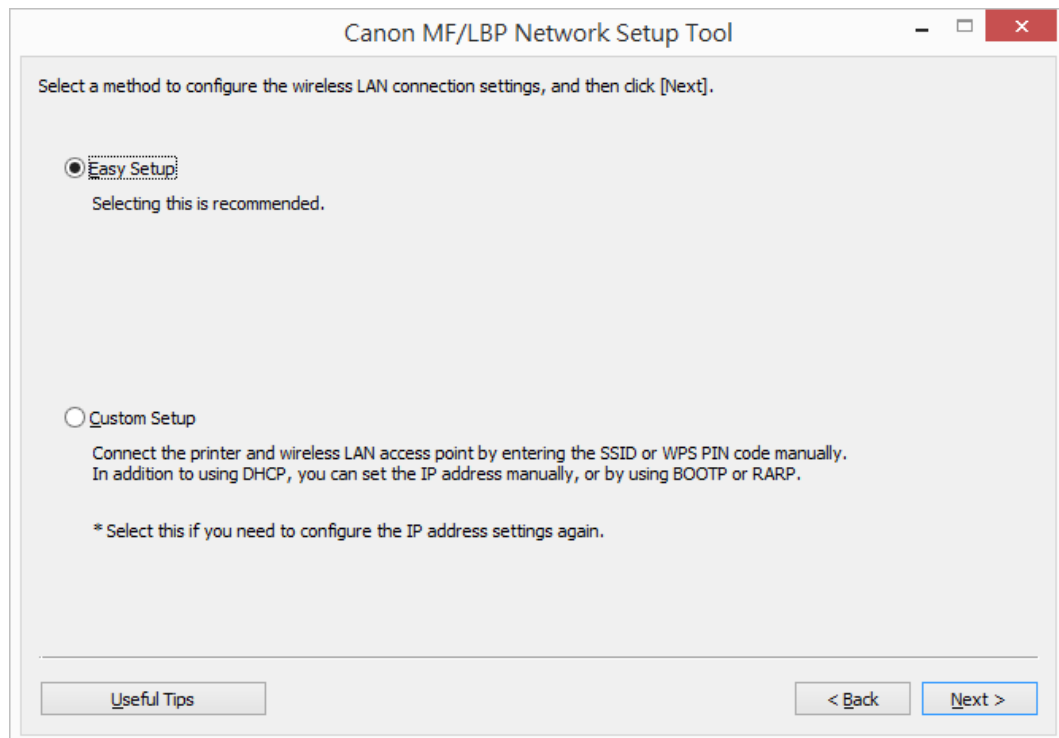 Canon MF/LBP Network Setup Tool
Select a method to configure the wireless LAN connection settings, and then click [Next].
Easy Setup
Selecting this is recommended.
Custom Setup
Connect the printer and wireless LAN access point by entering the SSID or WPS PIN code manually.
In addition to using DHCP, you can set the IP address manually, or by using BOOTP or RARP.
* Select this if you need to configure the IP address settings again.
Useful Tips
< Back
Next >